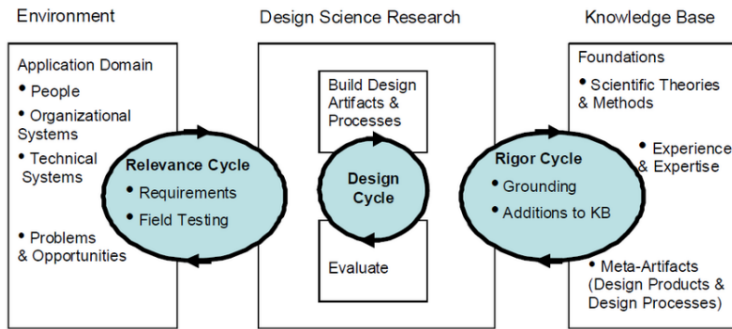 Environment
Design Science Research
Knowledge Base
Application Domain
• People
• Organizational
Systems
• Technical
Systems
• Problems
& Opportunities
Relevance Cycle
• Requirements
• Field Testing
Build Design
Artifacts &
Processes
Design
Cycle
Evaluate
Rigor Cycle
• Grounding
• Additions to KB
Foundations
• Scientific Theories
& Methods
• Experience
& Expertise
• Meta-Artifacts
(Design Products &
Design Processes)